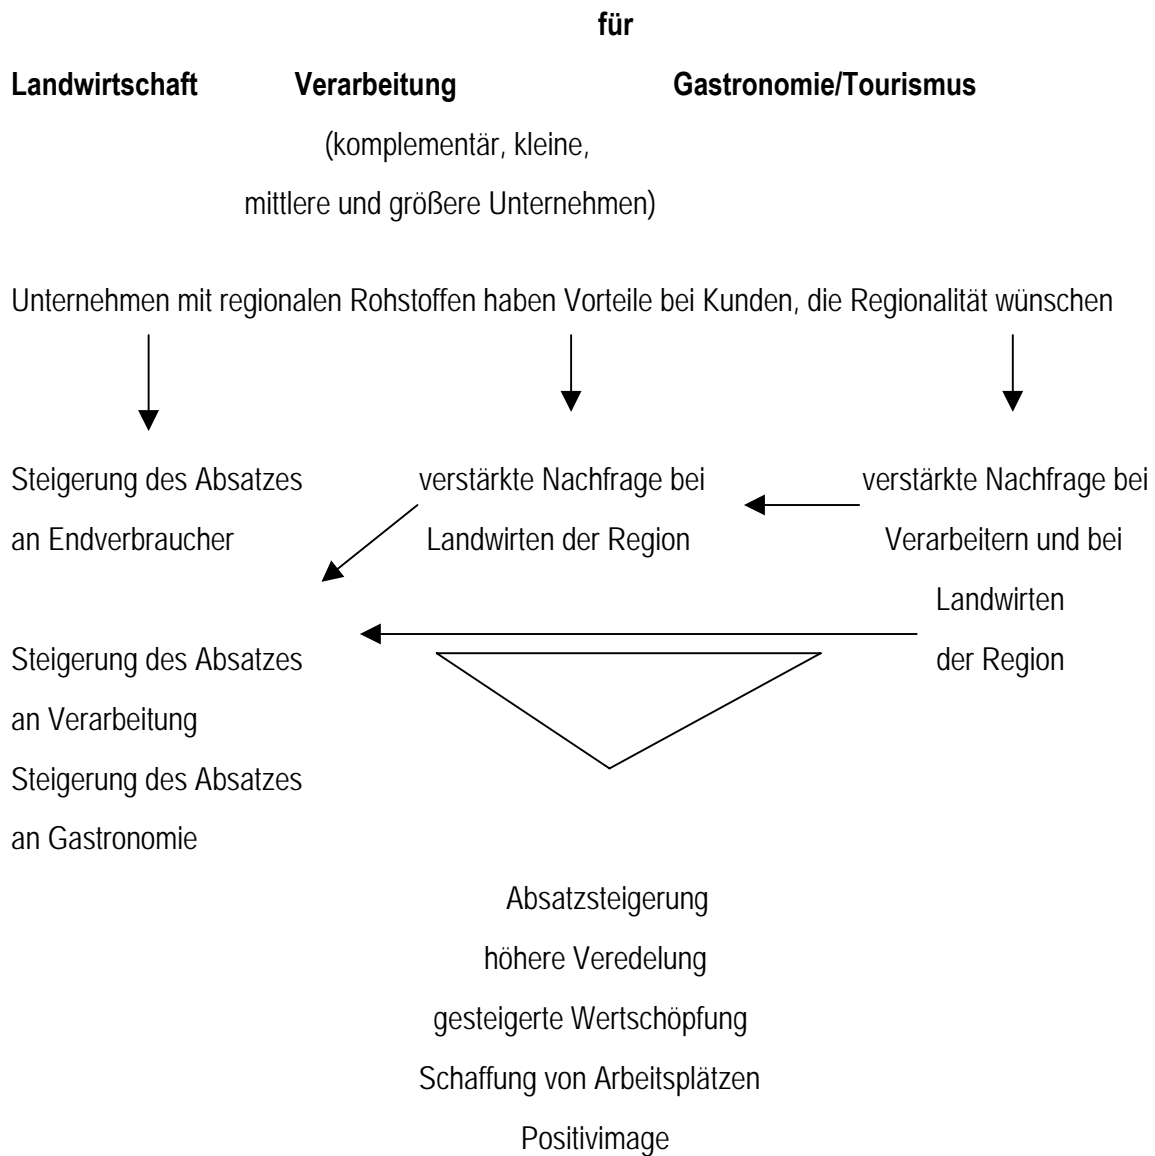 für
Landwirtschaft Verarbeitung Gastronomie/Tourismus
(komplementär, kleine,
mittlere und größere Unternehmen)
Unternehmen mit regionalen Rohstoffen haben Vorteile bei Kunden, die Regionalität wünschen
Steigerung des Absatzes
an Endverbraucher
verstärkte Nachfrage bei
Landwirten der Region
verstärkte Nachfrage bei
Verarbeitern und bei
Landwirten
der Region
Steigerung des Absatzes
an Verarbeitung
Steigerung des Absatzes
an Gastronomie
Absatzsteigerung
höhere Veredelung
gesteigerte Wertschöpfung
Schaffung von Arbeitsplätzen
Positivimage